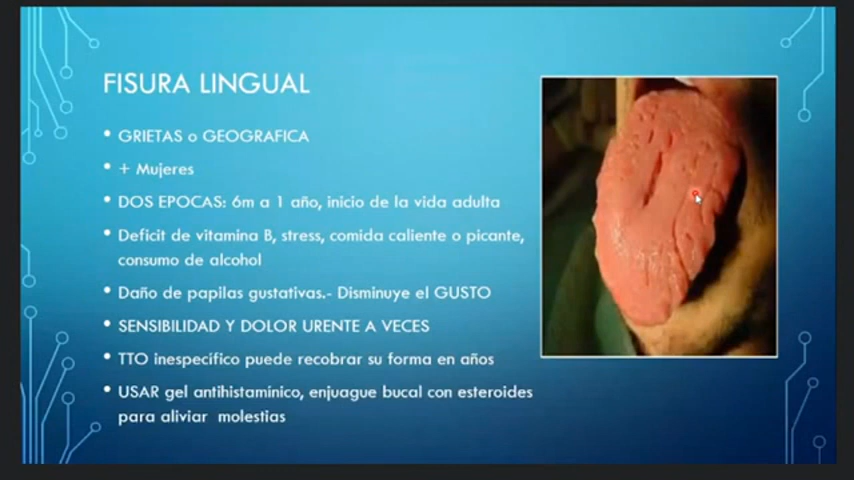 FISURA LINGUAL
• GRIETAS o GEOGRAFICA
• + Mujeres
• DOS EPOCAS: 6m a 1 año, inicio de la vida adulta
• Deficit de vitamina B, stress, comida caliente o picante,
consumo de alcohol
• Daño de papilas gustativas.- Disminuye el GUSTO
• SENSIBILIDAD Y DOLOR URENTE A VECES
• TTO inespecífico puede recobrar su forma en años
• USAR gel antihistamínico, enjuague bucal con esteroides
para aliviar molestias